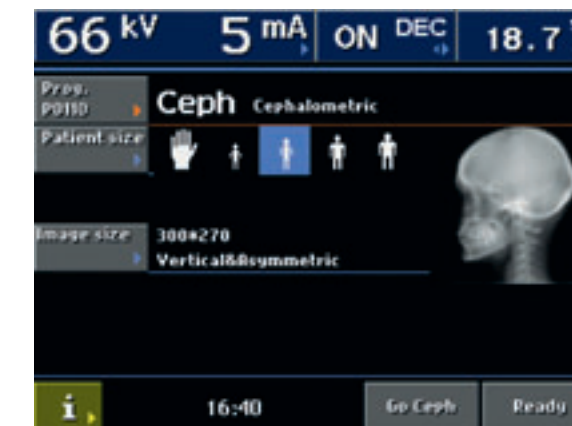 66 kV 5 mA ON DEC 18.7
Prog.
P0110
Ceph Cephalometric
Patient size
Image size 300*270
Vertical&Asymmetric
i 16:40 Go Ceph Ready